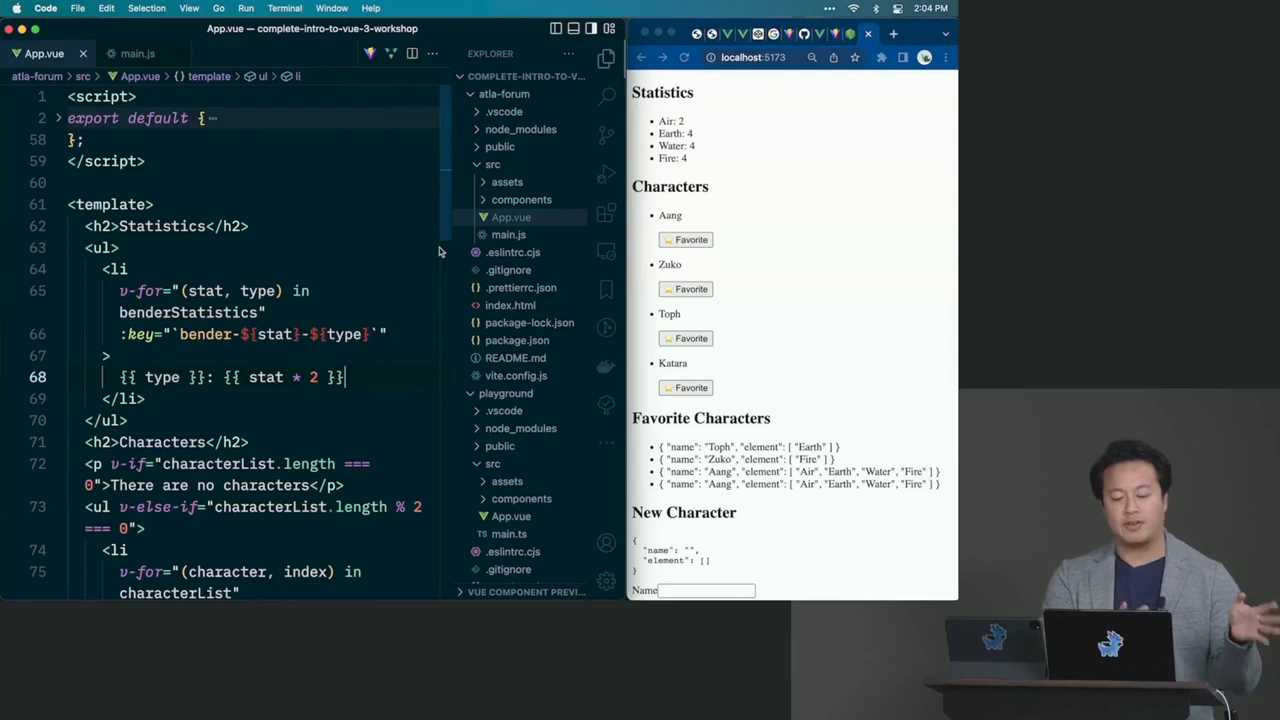 Code File Edit Selection View Go Run Terminal Window Help
2:04 PM
App.vue — complete-intro-to-vue-3-workshop
App.vue
main.js
atla-forum > src > App.vue > {} template > ul > li
1 <script>
2 export default {
58 };
59 </script>
60
61 <template>
62 <h2>Statistics</h2>
63 <ul>
64 <li
65 v-for="(stat, type) in
benderStatistics"
66 :key="`bender-${stat}-${type}`"
67 >
68 {{ type }}: {{ stat * 2 }}
69 </li>
70 </ul>
71 <h2>Characters</h2>
72 <p v-if="characterList.length ===
0">There are no characters</p>
73 <ul v-else-if="characterList.length % 2
=== 0">
74 <li
75 v-for="(character, index) in
characterList"
EXPLORER
COMPLETE-INTRO-TO-V...
atla-forum
.vscode
node_modules
public
src
assets
components
App.vue
main.js
.eslintrc.cjs
.gitignore
.prettierrc.json
index.html
package-lock.json
package.json
README.md
vite.config.js
playground
.vscode
node_modules
public
src
assets
components
App.vue
main.ts
.eslintrc.cjs
.gitignore
VUE COMPONENT PREVI...
localhost:5173
Statistics
Air: 2
Earth: 4
Water: 4
Fire: 4
Characters
Aang
Favorite
Zuko
Favorite
Toph
Favorite
Katara
Favorite
Favorite Characters
{ "name": "Toph", "element": [ "Earth" ] }
{ "name": "Zuko", "element": [ "Fire" ] }
{ "name": "Aang", "element": [ "Air", "Earth", "Water", "Fire" ] }
{ "name": "Aang", "element": [ "Air", "Earth", "Water", "Fire" ] }
New Character
{
"name": "",
"element": []
}
Name